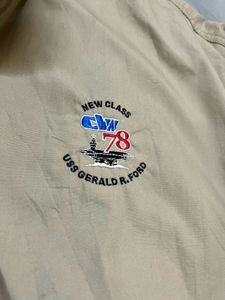 NEW CLASS
CVN
78
USS GERALD R. FORD